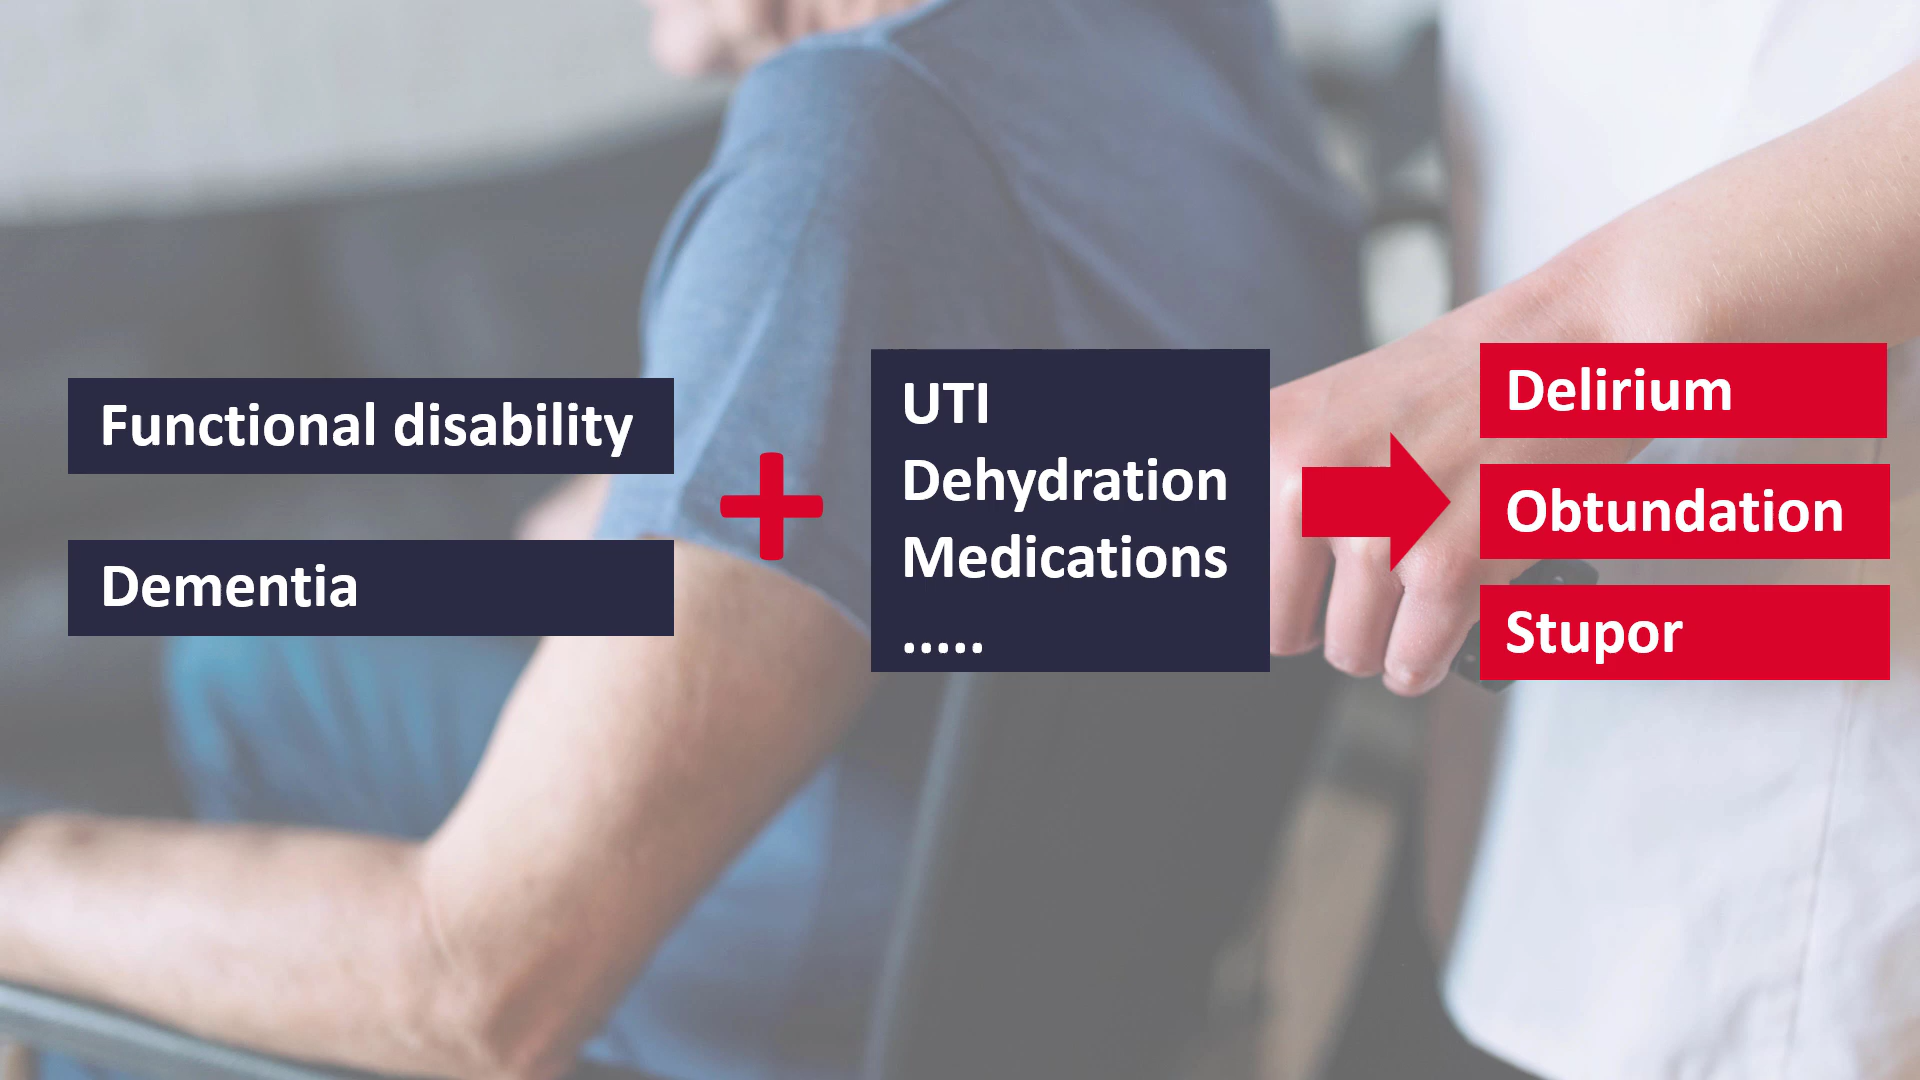 Functional disability
Dementia
UTI
Dehydration
Medications
.....
Delirium
Obtundation
Stupor